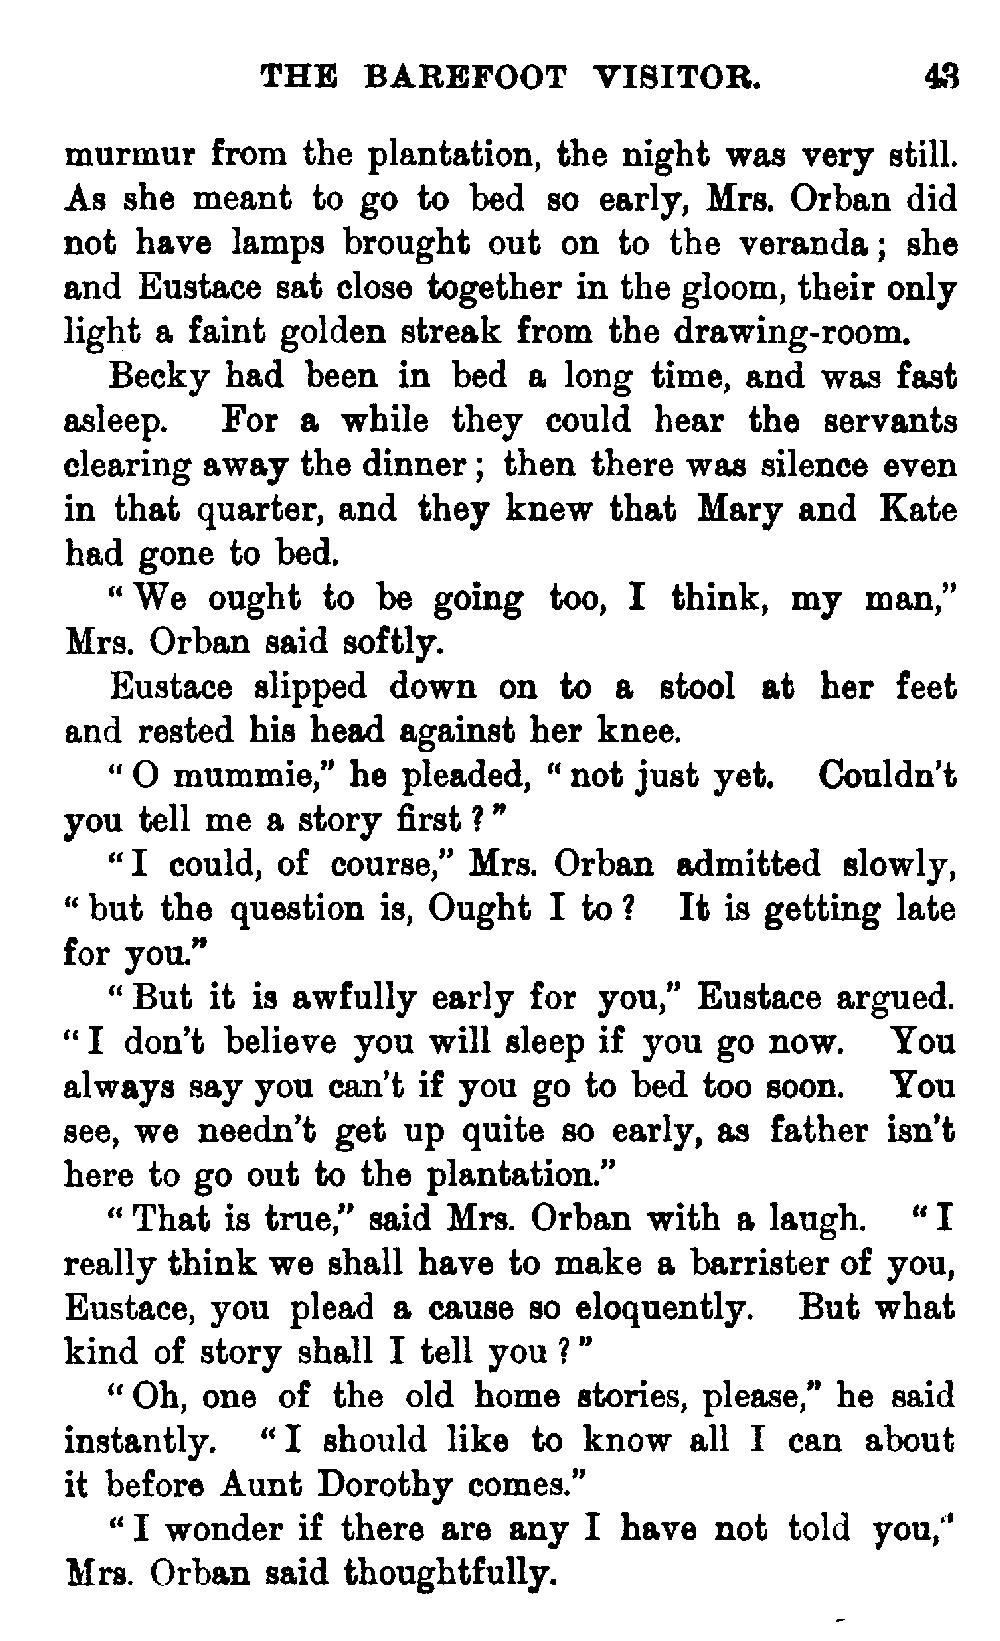 THE BAREFOOT VISITOR. 43
murmur from the plantation, the night was very still.
As she meant to go to bed so early, Mrs. Orban did
not have lamps brought out on to the veranda; she
and Eustace sat close together in the gloom, their only
light a faint golden streak from the drawing-room.
Becky had been in bed a long time, and was fast
asleep. For a while they could hear the servants
clearing away the dinner; then there was silence even
in that quarter, and they knew that Mary and Kate
had gone to bed.
"We ought to be going too, I think, my man,"
Mrs. Orban said softly.
Eustace slipped down on to a stool at her feet
and rested his head against her knee.
"O mummie," he pleaded, "not just yet. Couldn't
you tell me a story first?"
"I could, of course," Mrs. Orban admitted slowly,
"but the question is, Ought I to? It is getting late
for you."
"But it is awfully early for you," Eustace argued.
"I don't believe you will sleep if you go now. You
always say you can't if you go to bed too soon. You
see, we needn't get up quite so early, as father isn't
here to go out to the plantation."
"That is true," said Mrs. Orban with a laugh. "I
really think we shall have to make a barrister of you,
Eustace, you plead a cause so eloquently. But what
kind of story shall I tell you?"
"Oh, one of the old home stories, please," he said
instantly. "I should like to know all I can about
it before Aunt Dorothy comes."
"I wonder if there are any I have not told you,"
Mrs. Orban said thoughtfully.